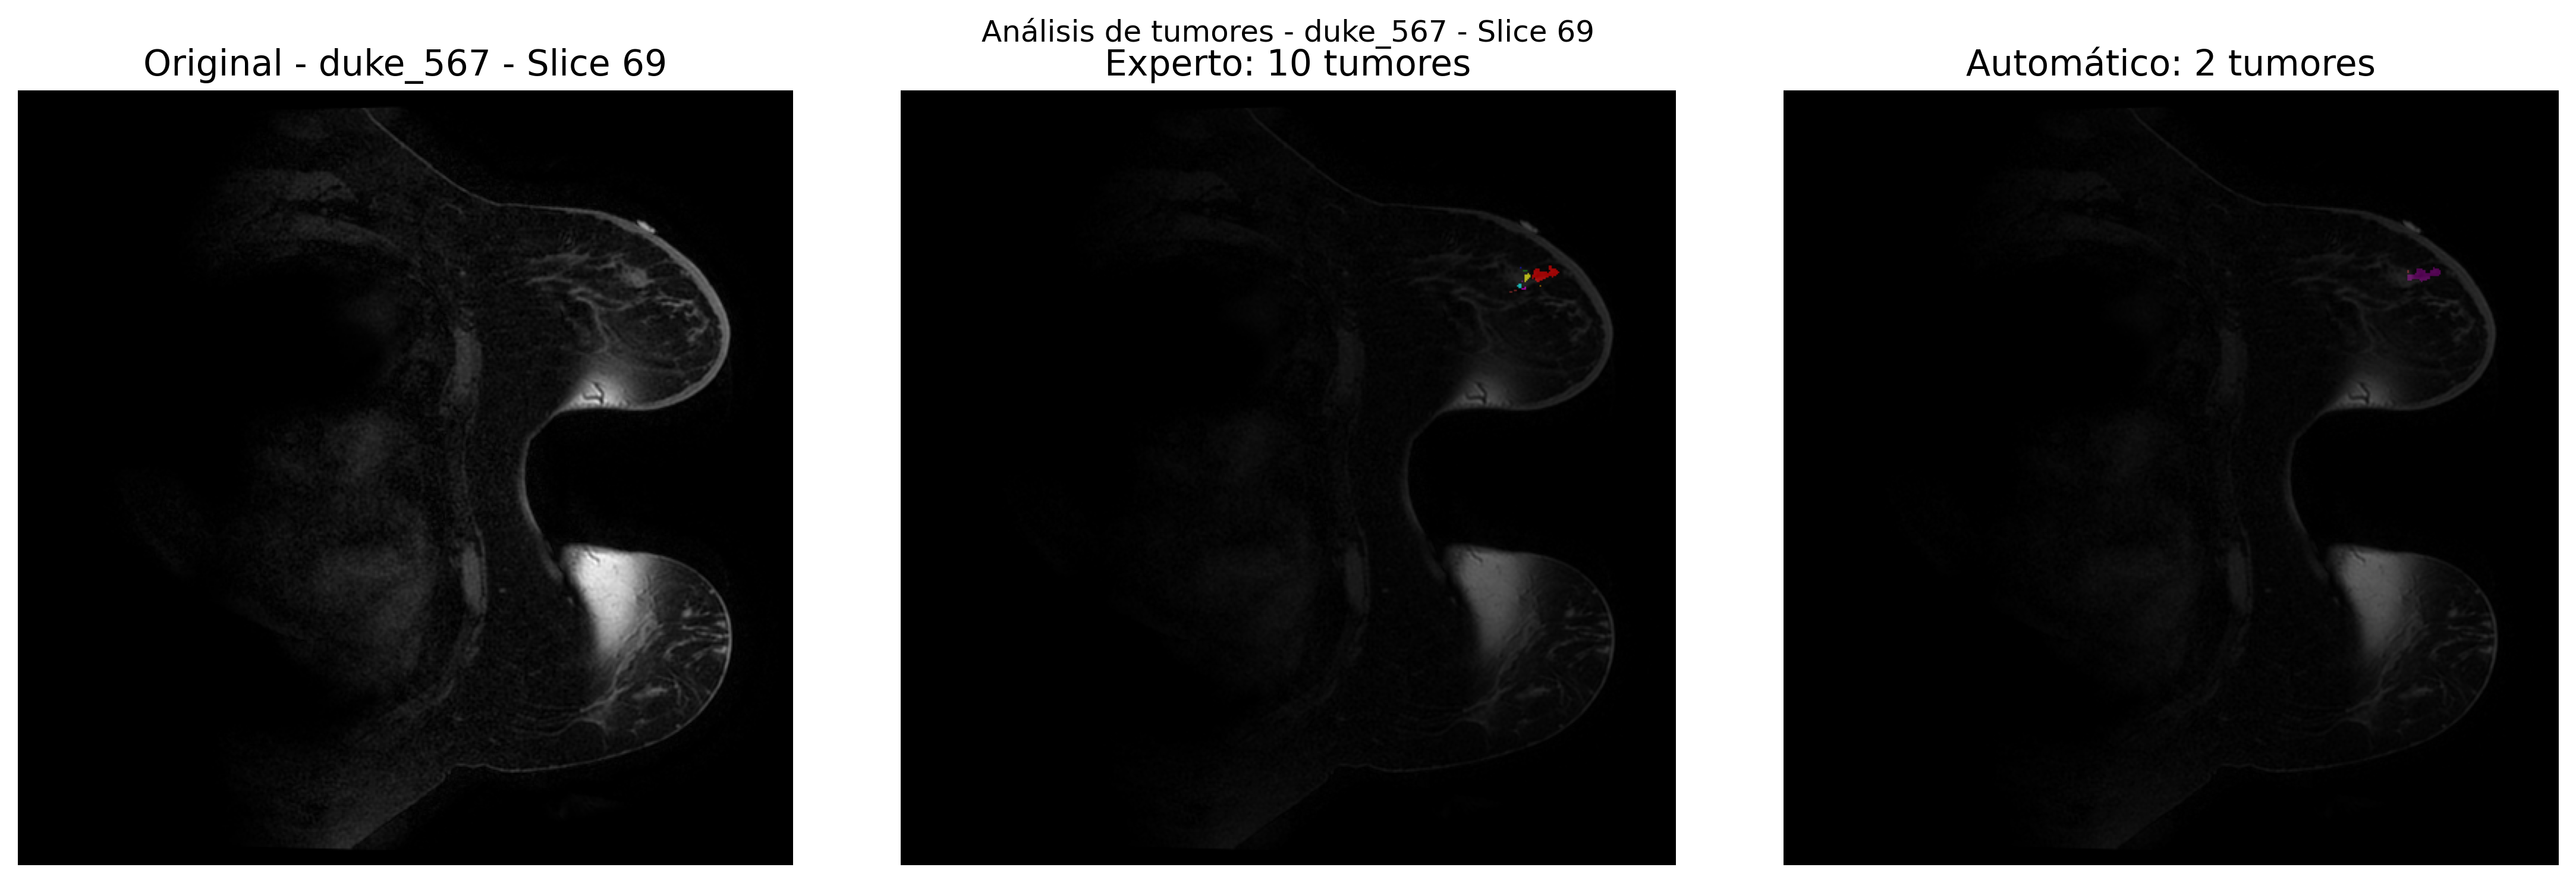 Análisis de tumores - duke_567 - Slice 69
Original - duke_567 - Slice 69
Experto: 10 tumores
Automático: 2 tumores